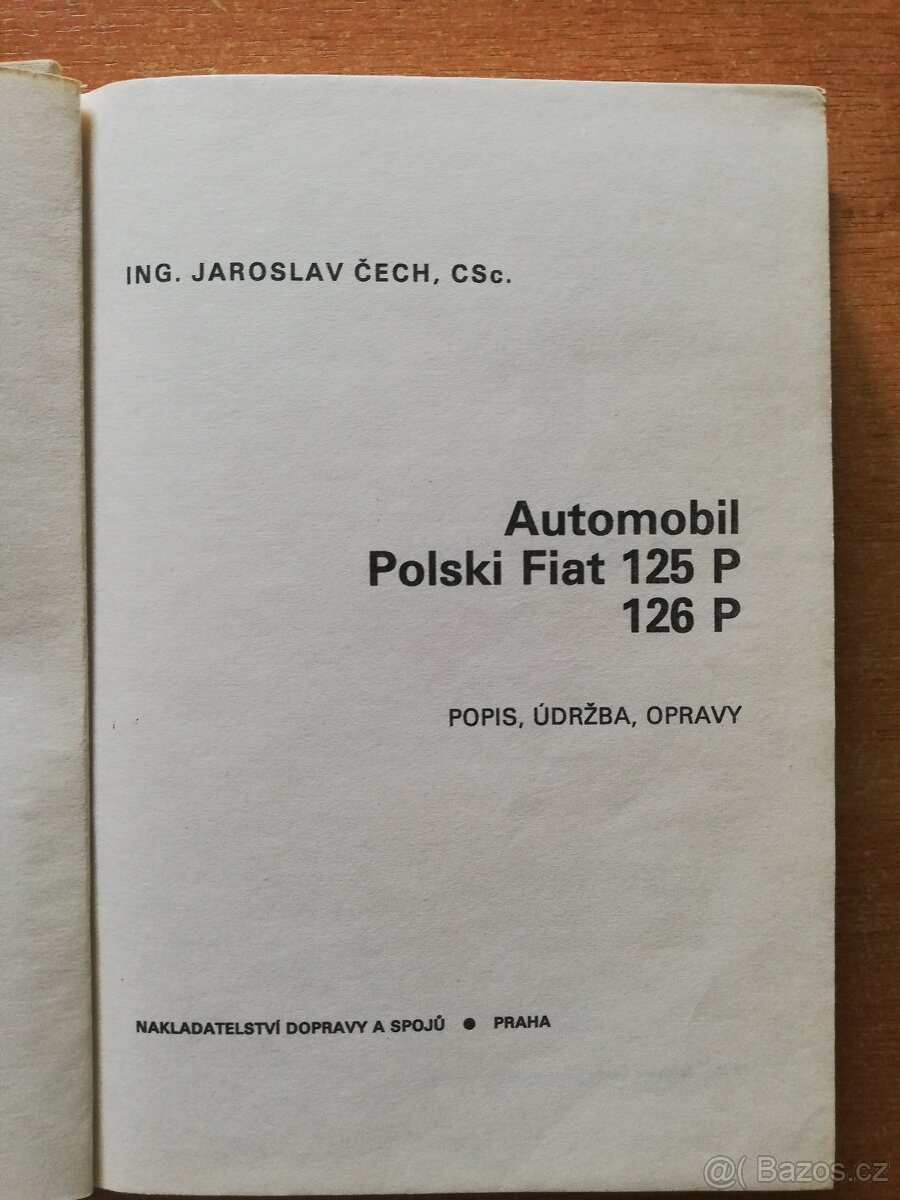 ING. JAROSLAV ČECH, CSc.
Automobil
Polski Fiat 125 P
126 P
POPIS, ÚDRŽBA, OPRAVY
NAKLADATELSTVÍ DOPRAVY A SPOJŮ ● PRAHA
@( Bazos.cz